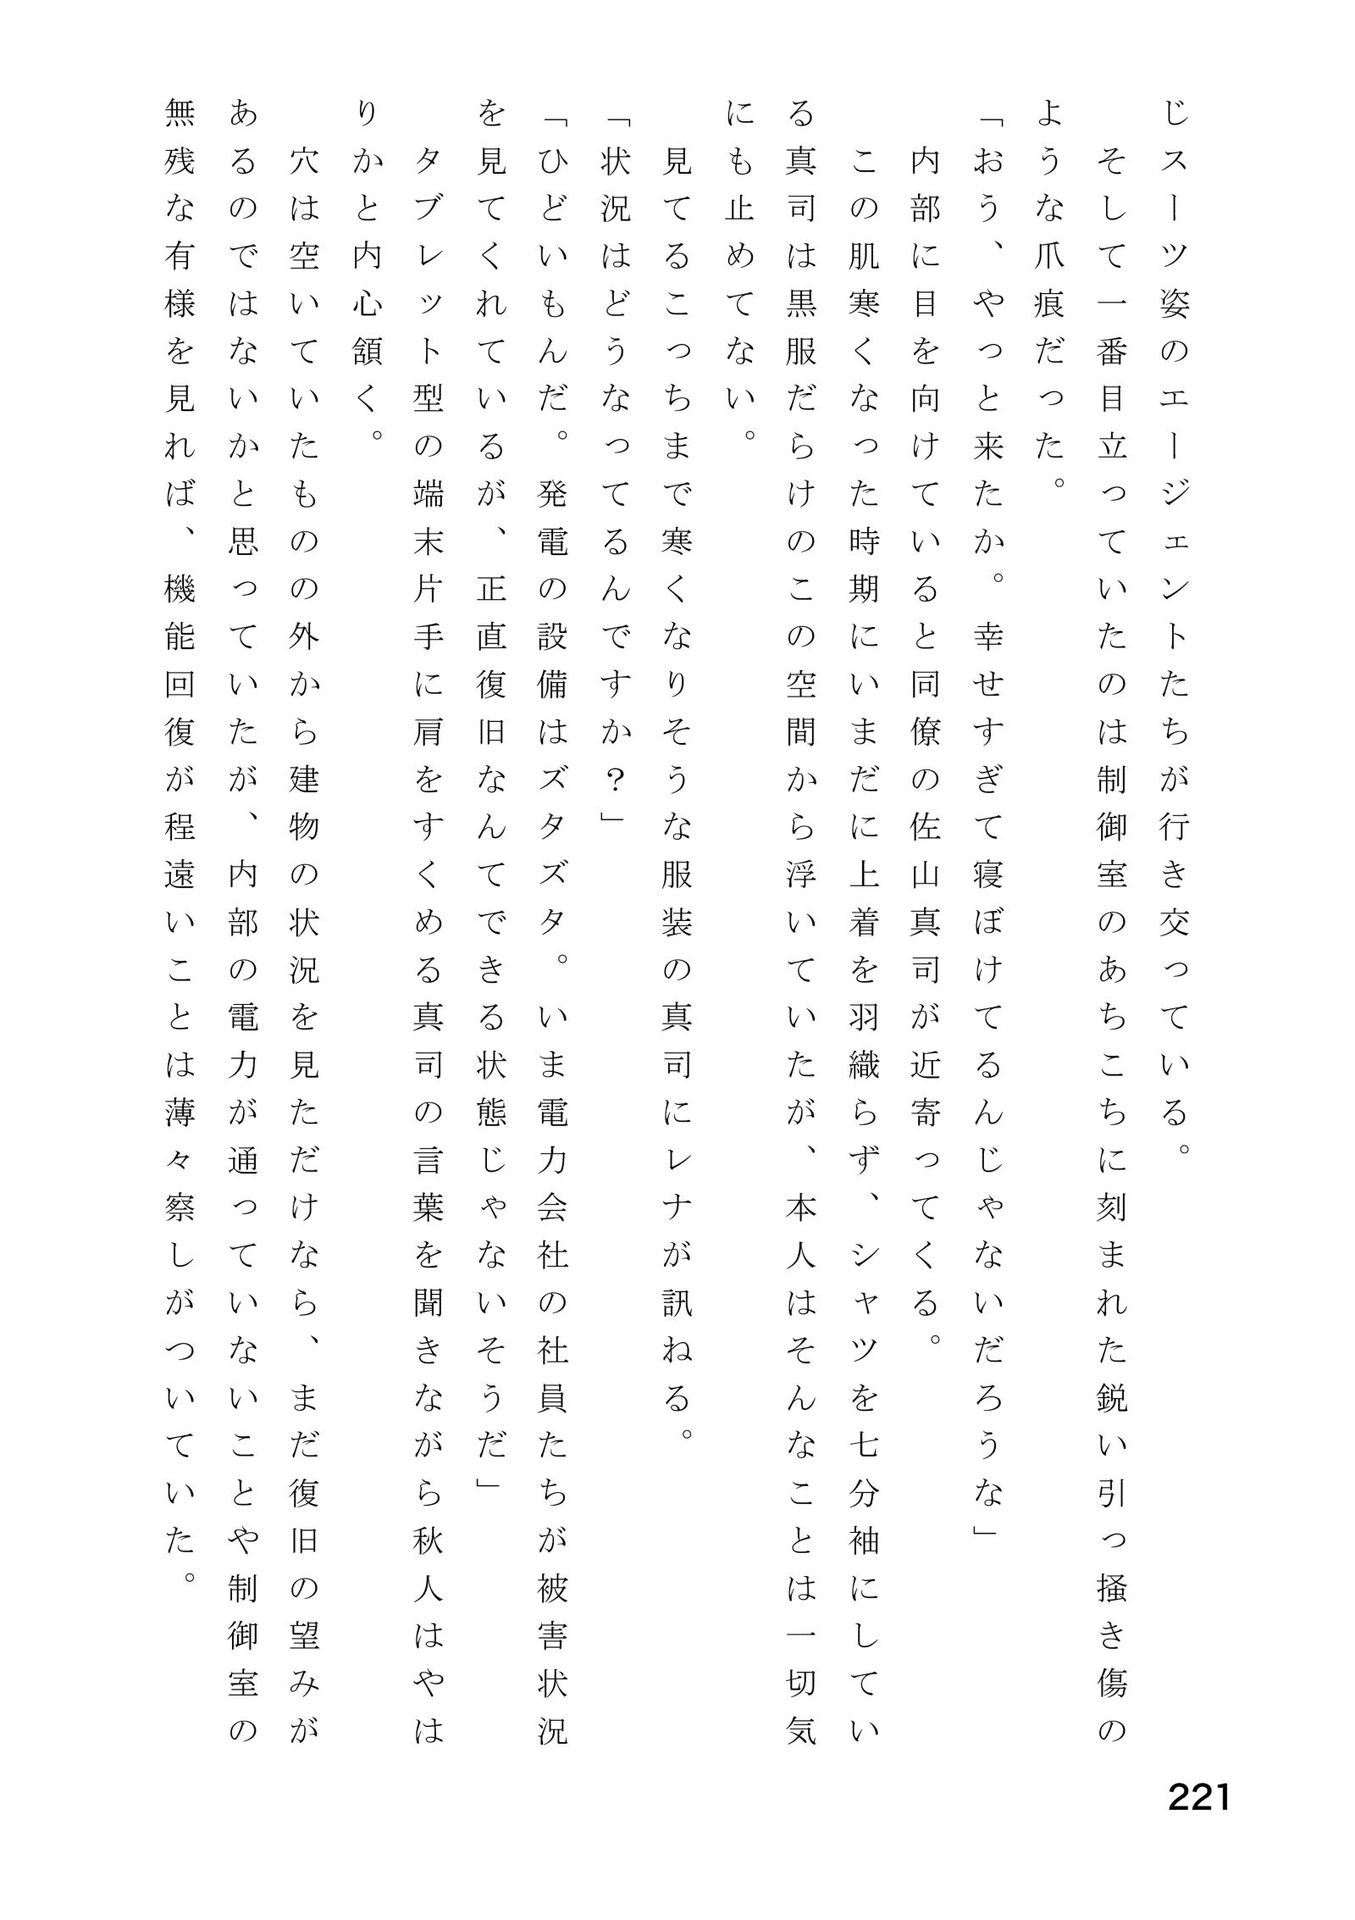 じスーツ姿のエージェントたちが行き交っている。
そして一番目立っていたのは制御室のあちこちに刻まれた鋭い引っ掻き傷の
ような爪痕だった。
「おう、やっと来たか。幸せすぎて寝ぼけてるんじゃないだろうな」
内部に目を向けていると同僚の佐山真司が近寄ってくる。
この肌寒くなった時期にいまだに上着を羽織らず、シャツを七分袖にしてい
る真司は黒服だらけのこの空間から浮いていたが、本人はそんなことは一切気
にも止めてない。
見てるこっちまで寒くなりそうな服装の真司にレナが訊ねる。
「状況はどうなってるんですか？」
「ひどいもんだ。発電の設備はズタズタ。いま電力会社の社員たちが被害状況
を見てくれているが、正直復旧なんてできる状態じゃないそうだ」
タブレット型の端末片手に肩をすくめる真司の言葉を聞きながら秋人はやは
りかと内心頷く。
穴は空いていたものの外から建物の状況を見ただけなら、まだ復旧の望みが
あるのではないかと思っていたが、内部の電力が通っていないことや制御室の
無残な有様を見れば、機能回復が程遠いことは薄々察しがついていた。
221